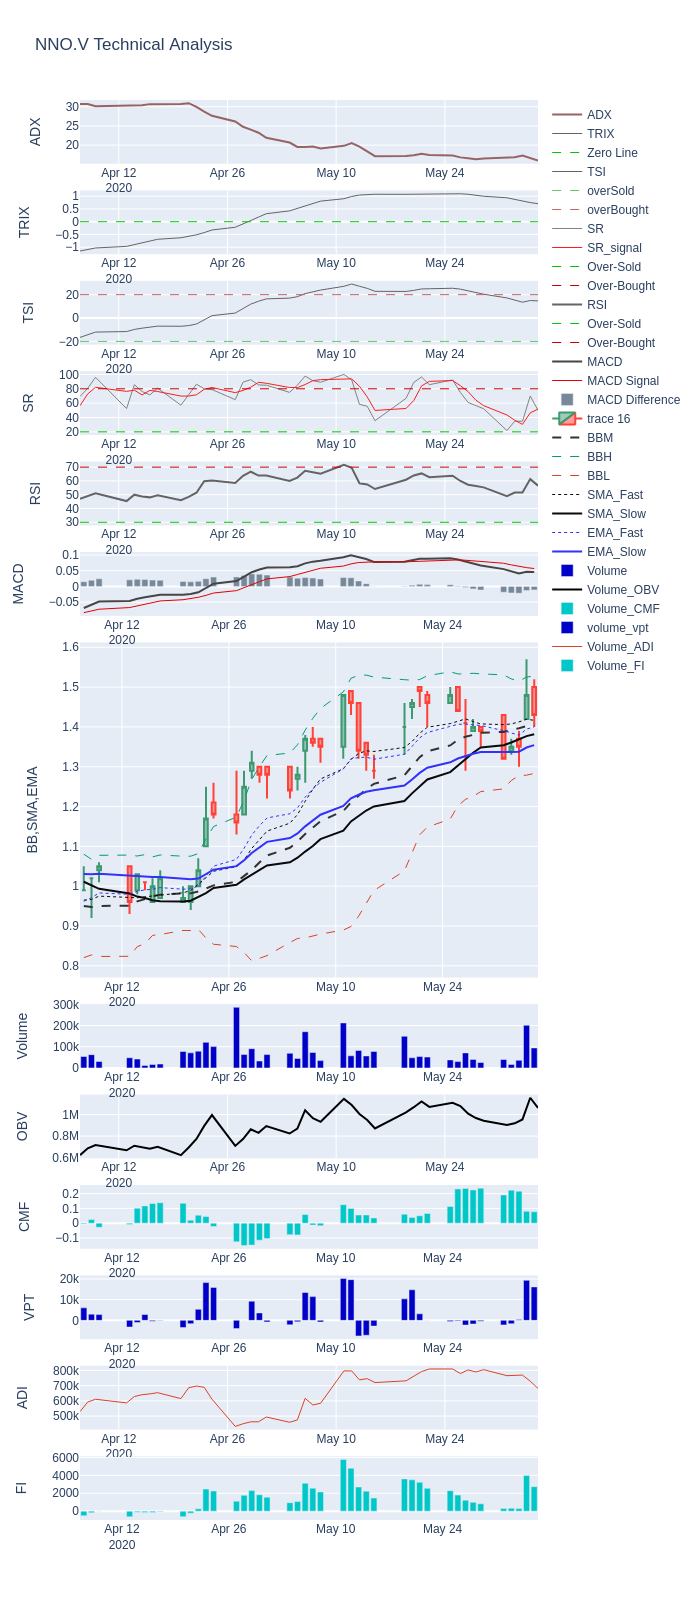 NNO.V Technical Analysis
ADX
30
25
20
Apr 12
2020
Apr 26
May 10
May 24
TRIX
1
0.5
0
−0.5
−1
Apr 12
2020
Apr 26
May 10
May 24
TSI
20
0
−20
Apr 12
2020
Apr 26
May 10
May 24
SR
100
80
60
40
20
Apr 12
2020
Apr 26
May 10
May 24
RSI
70
60
50
40
30
Apr 12
2020
Apr 26
May 10
May 24
MACD
0.1
0.05
0
−0.05
Apr 12
2020
Apr 26
May 10
May 24
BB,SMA,EMA
1.6
1.5
1.4
1.3
1.2
1.1
1
0.9
0.8
Apr 12
2020
Apr 26
May 10
May 24
Volume
300k
200k
100k
0
Apr 12
2020
Apr 26
May 10
May 24
OBV
1M
0.8M
0.6M
Apr 12
2020
Apr 26
May 10
May 24
CMF
0.2
0.1
0
−0.1
Apr 12
2020
Apr 26
May 10
May 24
VPT
20k
10k
0
Apr 12
2020
Apr 26
May 10
May 24
ADI
800k
700k
600k
500k
Apr 12
2020
Apr 26
May 10
May 24
FI
6000
4000
2000
0
Apr 12
2020
Apr 26
May 10
May 24
ADX
TRIX
Zero Line
TSI
overSold
overBought
SR
SR_signal
Over-Sold
Over-Bought
RSI
Over-Sold
Over-Bought
MACD
MACD Signal
MACD Difference
trace 16
BBM
BBH
BBL
SMA_Fast
SMA_Slow
EMA_Fast
EMA_Slow
Volume
Volume_OBV
Volume_CMF
volume_vpt
Volume_ADI
Volume_FI